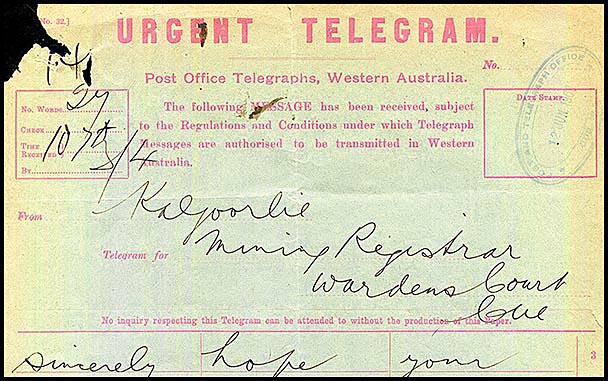 No. 32.]
URGENT TELEGRAM.
Post Office Telegraphs, Western Australia.
No.
No. Words 27
Check
Time Received
By
The following MESSAGE has been received, subject
to the Regulations and Conditions under which Telegraph
Messages are authorised to be transmitted in Western
Australia.
Date Stamp.
From Kalgoorlie
Telegram for Mining Registrar
Wardens Court
Cue
No inquiry respecting this Telegram can be attended to without the production of this Paper.
sincerely hope your
3